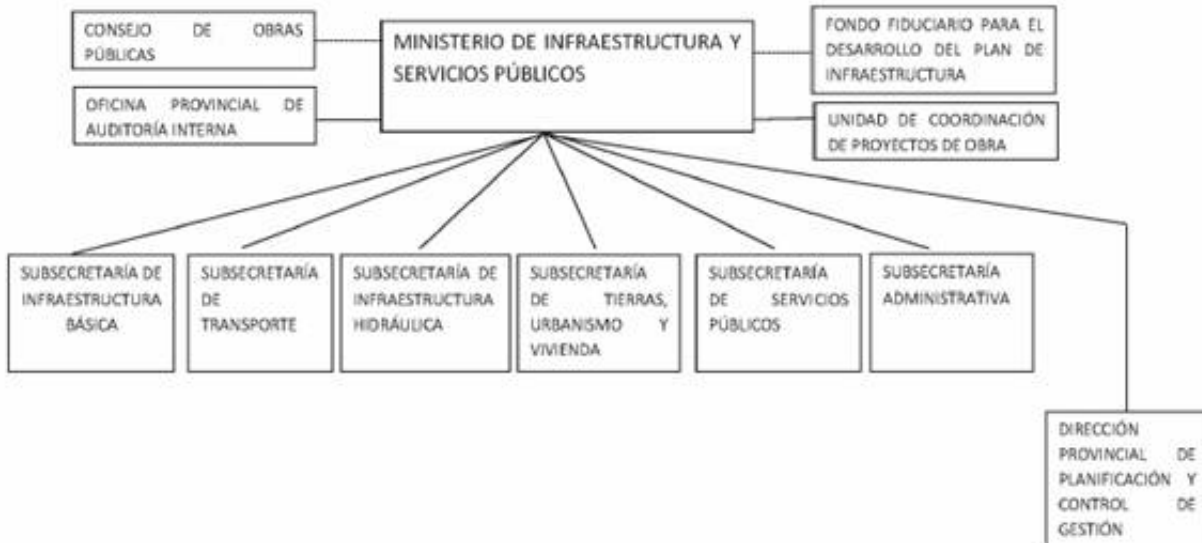 CONSEJO DE OBRAS
PÚBLICAS
MINISTERIO DE INFRAESTRUCTURA Y
SERVICIOS PÚBLICOS
FONDO FIDUCIARIO PARA EL
DESARROLLO DEL PLAN DE
INFRAESTRUCTURA
OFICINA PROVINCIAL DE
AUDITORÍA INTERNA
UNIDAD DE COORDINACIÓN
DE PROYECTOS DE OBRA
SUBSECRETARÍA DE
INFRAESTRUCTURA
BÁSICA
SUBSECRETARÍA
DE
TRANSPORTE
SUBSECRETARÍA DE
INFRAESTRUCTURA
HIDRÁULICA
SUBSECRETARÍA
DE TIERRAS,
URBANISMO Y
VIVIENDA
SUBSECRETARÍA
DE SERVICIOS
PÚBLICOS
SUBSECRETARÍA
ADMINISTRATIVA
DIRECCIÓN
PROVINCIAL DE
PLANIFICACIÓN Y
CONTROL DE
GESTIÓN